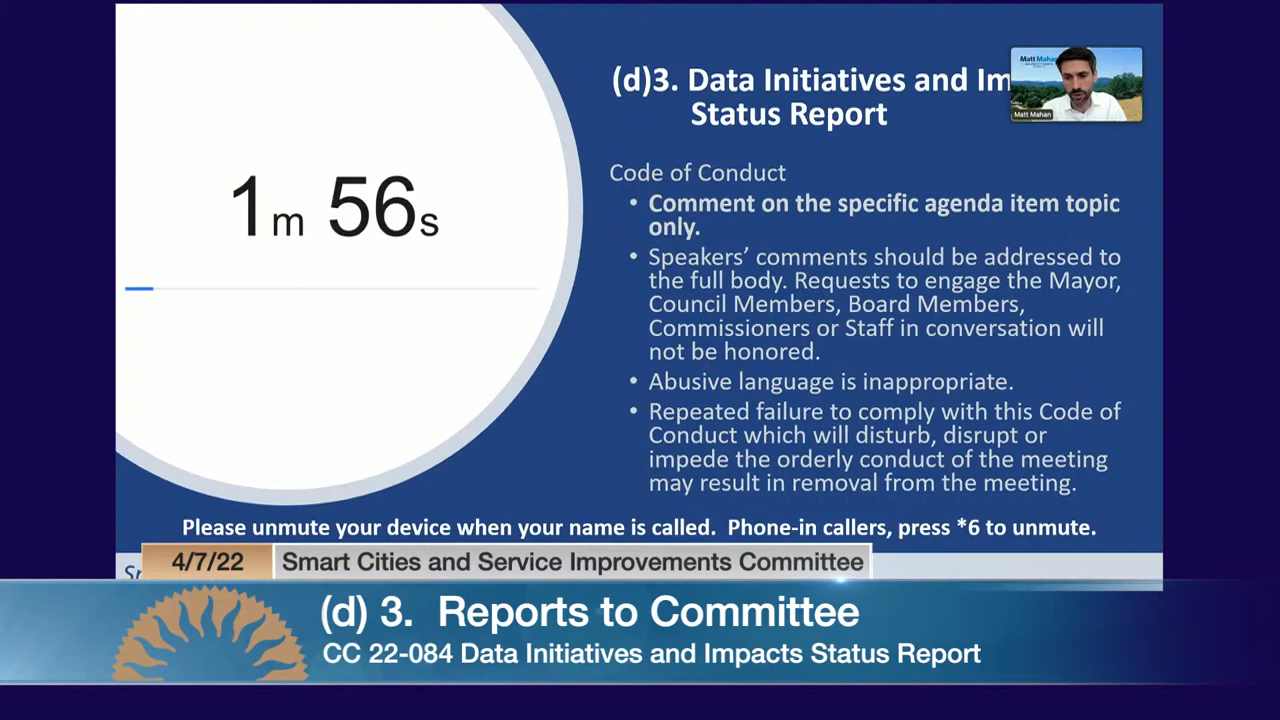 (d)3. Data Initiatives and Im
Status Report
Matt Mahan
Matt Mahan
1m 56s
Code of Conduct
• Comment on the specific agenda item topic
only.
• Speakers’ comments should be addressed to
the full body. Requests to engage the Mayor,
Council Members, Board Members,
Commissioners or Staff in conversation will
not be honored.
• Abusive language is inappropriate.
• Repeated failure to comply with this Code of
Conduct which will disturb, disrupt or
impede the orderly conduct of the meeting
may result in removal from the meeting.
Please unmute your device when your name is called. Phone-in callers, press *6 to unmute.
4/7/22 Smart Cities and Service Improvements Committee
(d) 3. Reports to Committee
CC 22-084 Data Initiatives and Impacts Status Report